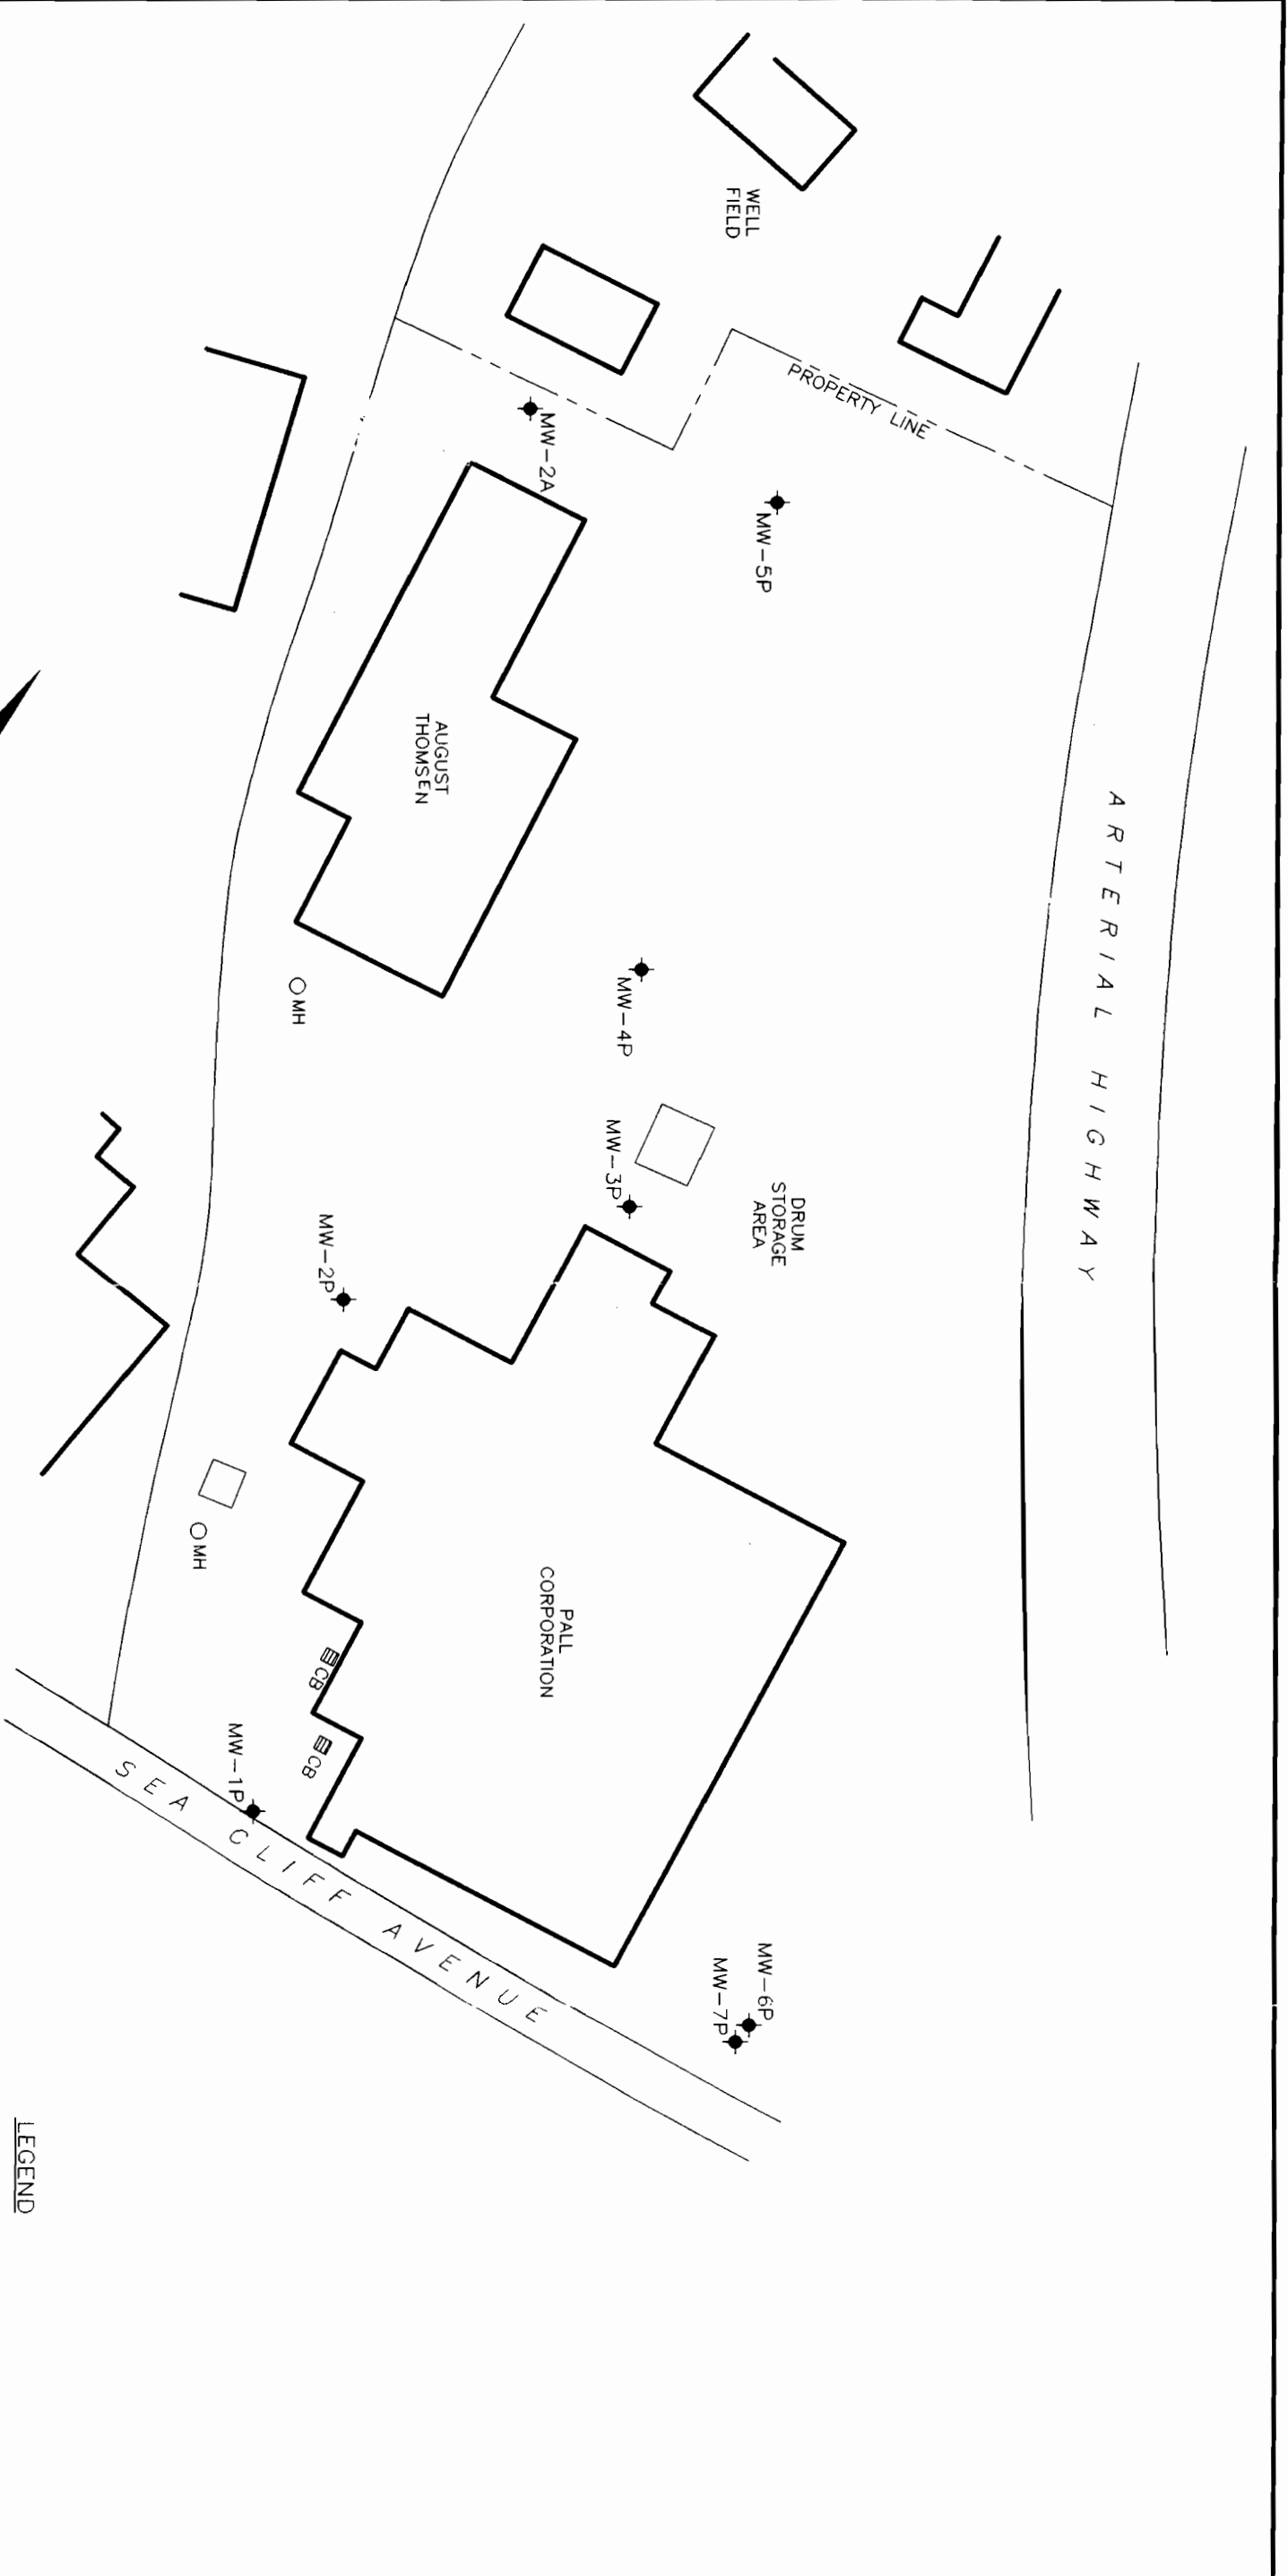 WELL
FIELD
PROPERTY LINE
MW-2A
MW-5P
AUGUST
THOMSEN
ARTERIAL HIGHWAY
MW-4P
MH
MW-3P
DRUM
STORAGE
AREA
MW-2P
MH
PALL
CORPORATION
CB
CB
MW-1P
SEA CLIFF AVENUE
MW-6P
MW-7P
LEGEND